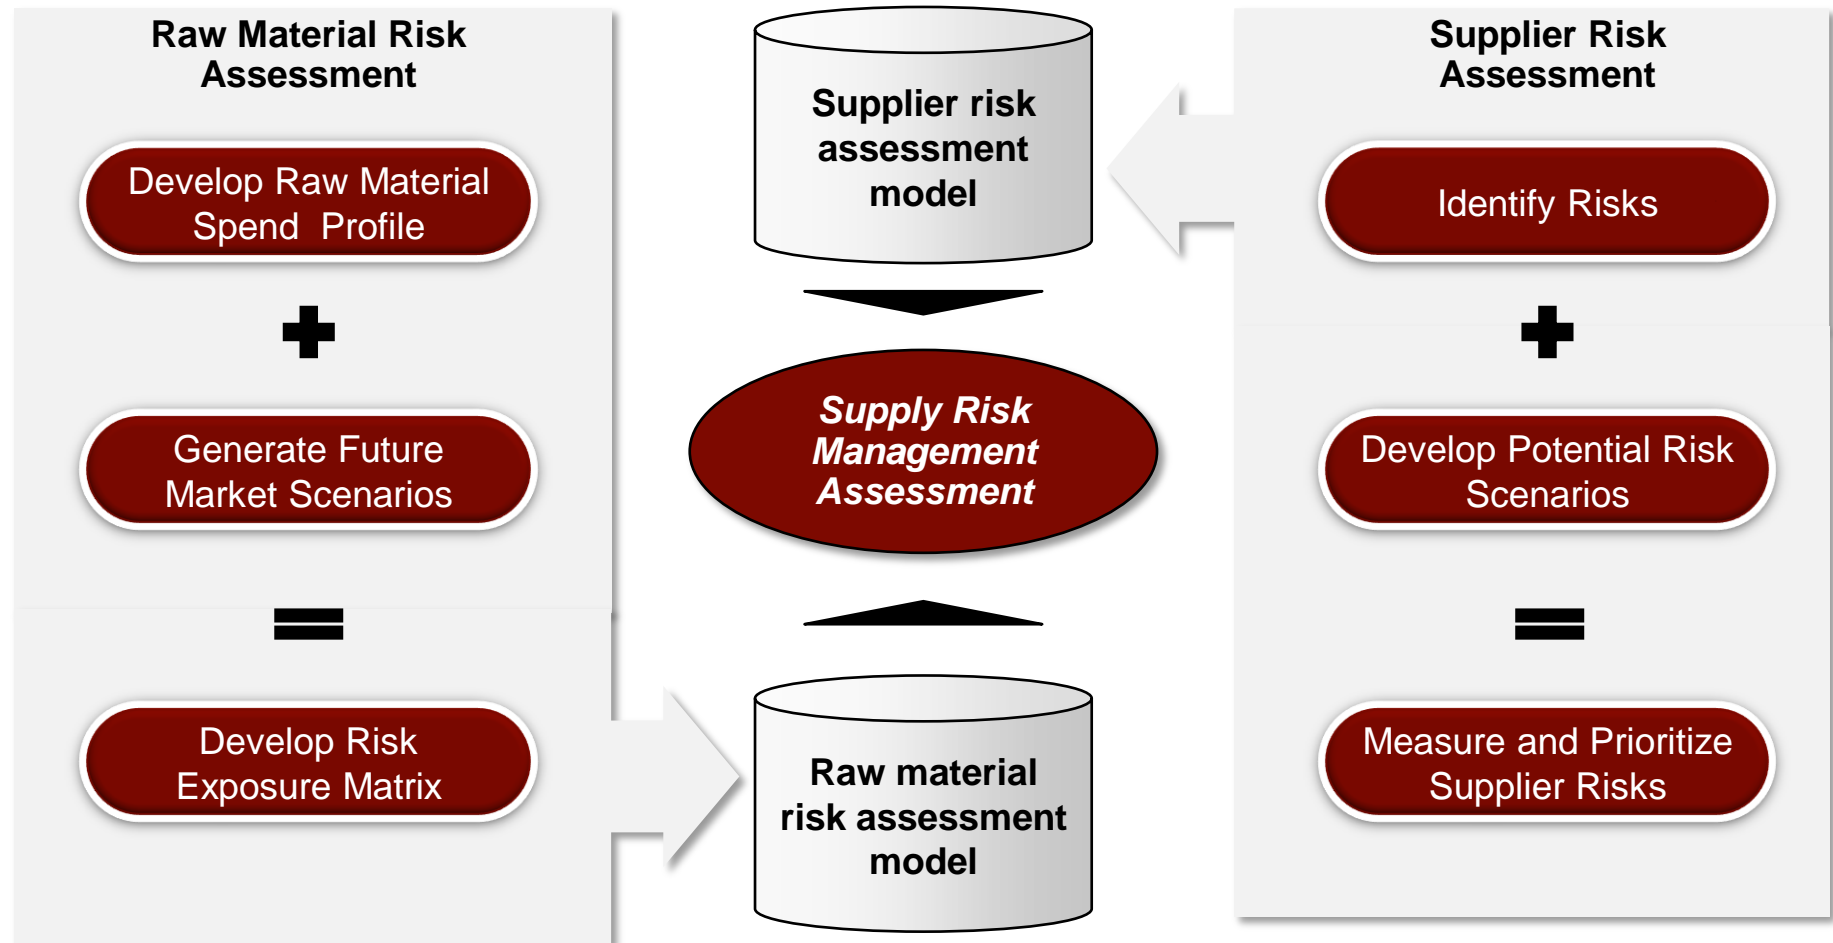 Raw Material Risk
Assessment
Develop Raw Material
Spend  Profile
Generate Future
Market Scenarios
Develop Risk
Exposure Matrix
Supplier risk
assessment
model
Supply Risk
Management
Assessment
Raw material
risk assessment
model
Supplier Risk
Assessment
Identify Risks
Develop Potential Risk
Scenarios
Measure and Prioritize
Supplier Risks